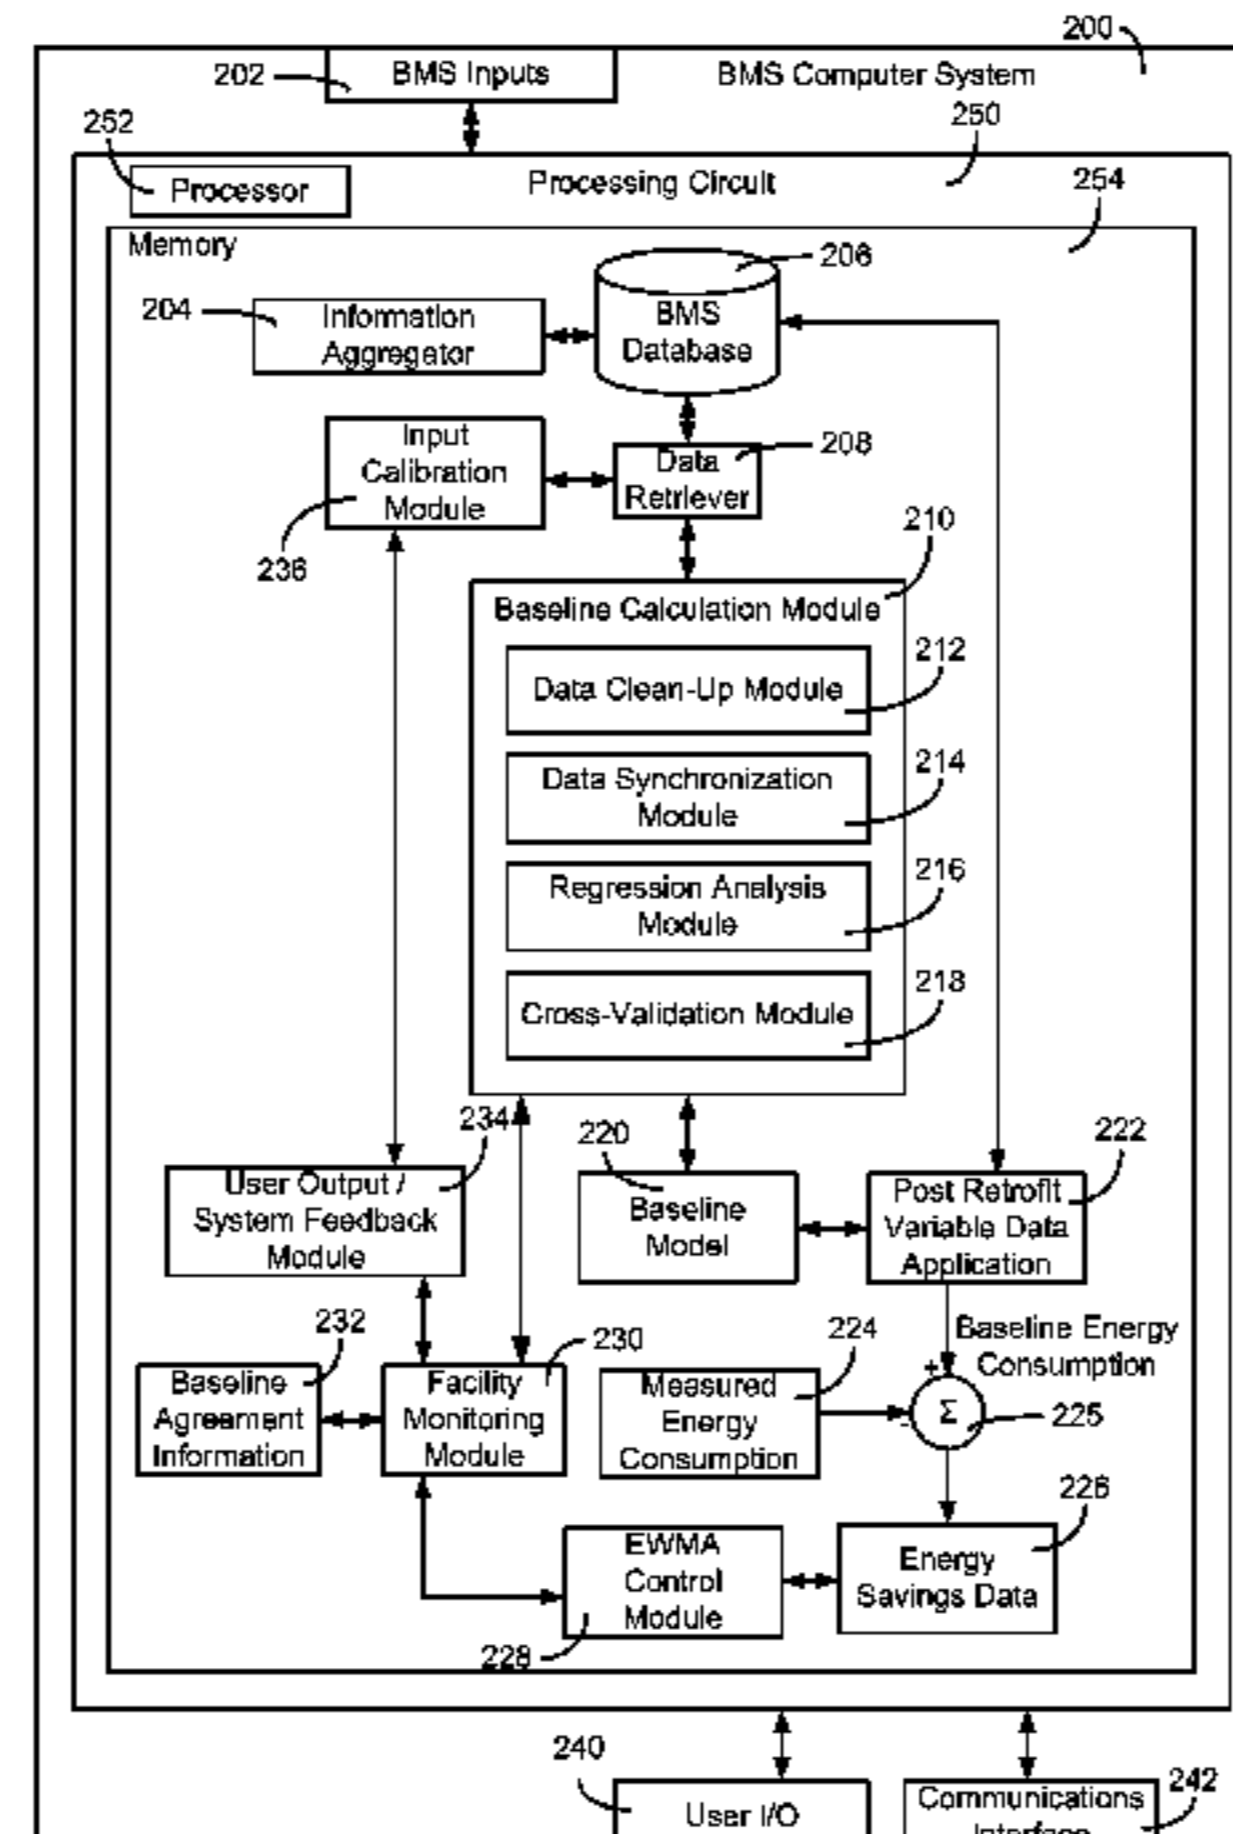 200
202
BMS Inputs
BMS Computer System
252
250
Processor
Processing Circuit
254
Memory
206
204
Information
Aggregator
BMS
Database
Input
Calibration
Module
208
Data
Retriever
236
210
Baseline Calculation Module
212
Data Clean-Up Module
214
Data Synchronization
Module
216
Regression Analysis
Module
218
Cross-Validation Module
234
220
222
User Output /
System Feedback
Module
Baseline
Model
Post Retrofit
Variable Data
Application
232
230
224
Baseline Energy
Consumption
+
Baseline
Agreament
Information
Facility
Monitoring
Module
Measured
Energy
Consumption
-
Σ
225
226
EWMA
Control
Module
Energy
Savings Data
228
240
242
User I/O
Communications
Interface